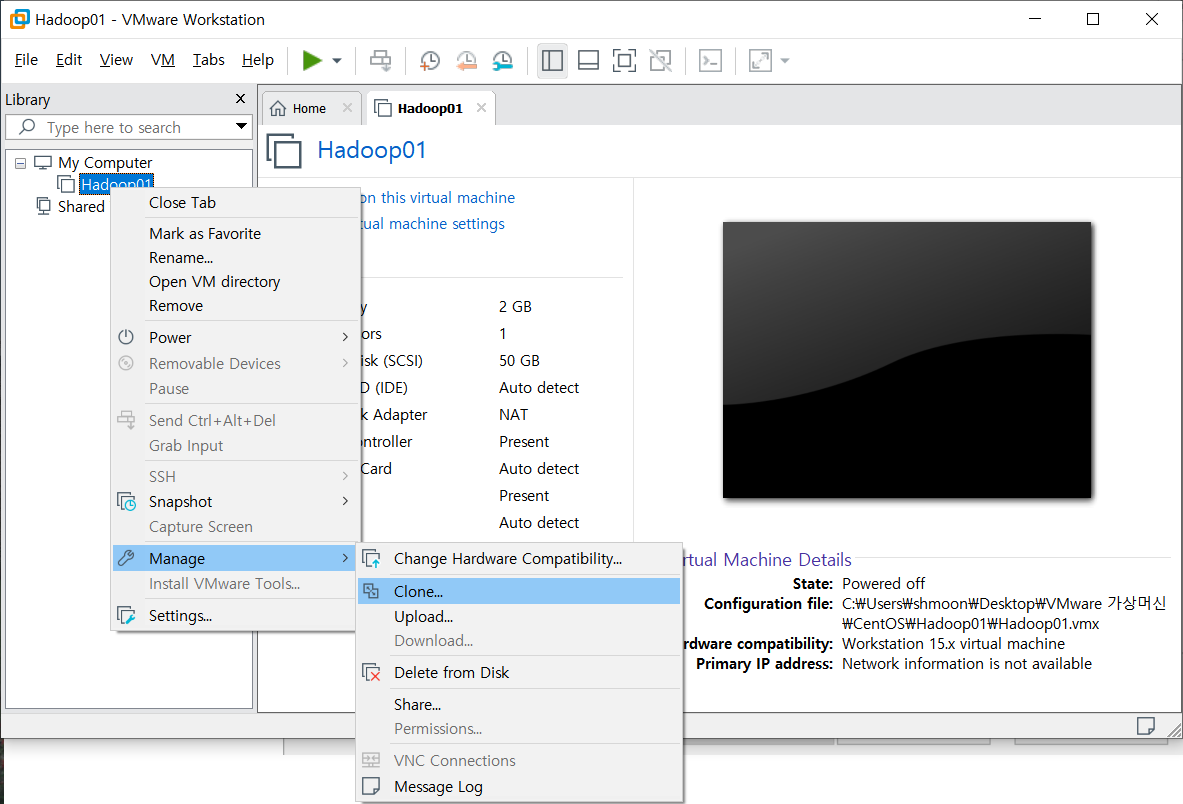 Hadoop01 - VMware Workstation
File Edit View VM Tabs Help
Library
Type here to search
My Computer
Hadoop01
Shared
Home
Hadoop01
Hadoop01
on this virtual machine
tual machine settings
Close Tab
Mark as Favorite
Rename...
Open VM directory
Remove
Power
Removable Devices
Pause
Send Ctrl+Alt+Del
Grab Input
SSH
Snapshot
Capture Screen
Manage
Install VMware Tools...
Settings...
y 2 GB
ors 1
isk (SCSI) 50 GB
D (IDE) Auto detect
k Adapter NAT
ontroller Present
Card Auto detect
Present
Auto detect
Change Hardware Compatibility...
Clone...
Upload...
Download...
Delete from Disk
Share...
Permissions...
VNC Connections
Message Log
rtual Machine Details
State: Powered off
Configuration file: C:₩Users₩shmoon₩Desktop₩VMware 가상머신
₩CentOS₩Hadoop01₩Hadoop01.vmx
rdware compatibility: Workstation 15.x virtual machine
Primary IP address: Network information is not available